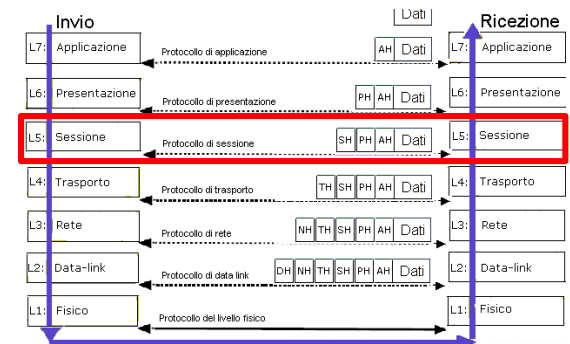 Invio
Dati
Ricezione
L7: Applicazione
Protocollo di applicazione
AH Dati
L7: Applicazione
L6: Presentazione
Protocollo di presentazione
PH AH Dati
L6: Presentazione
L5: Sessione
Protocollo di sessione
SH PH AH Dati
L5: Sessione
L4: Trasporto
Protocollo di trasporto
TH SH PH AH Dati
L4: Trasporto
L3: Rete
Protocollo di rete
NH TH SH PH AH Dati
L3: Rete
L2: Data-link
Protocollo di data link
DH NH TH SH PH AH Dati
L2: Data-link
L1: Fisico
Protocollo del livello fisico
L1: Fisico